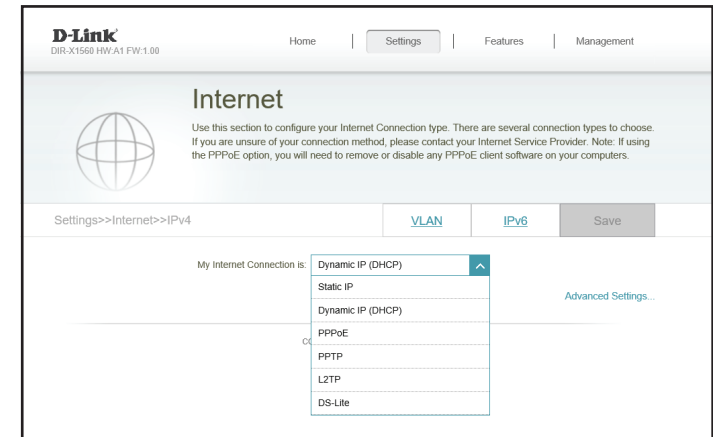 D-Link
DIR-X1560 HW:A1 FW:1.00
Home
Settings
Features
Management
Internet
Use this section to configure your Internet Connection type. There are several connection types to choose.
If you are unsure of your connection method, please contact your Internet Service Provider. Note: If using
the PPPoE option, you will need to remove or disable any PPPoE client software on your computers.
Settings>>Internet>>IPv4
VLAN
IPv6
Save
My Internet Connection is:
Dynamic IP (DHCP)
Static IP
Advanced Settings...
Dynamic IP (DHCP)
PPPoE
PPTP
L2TP
DS-Lite